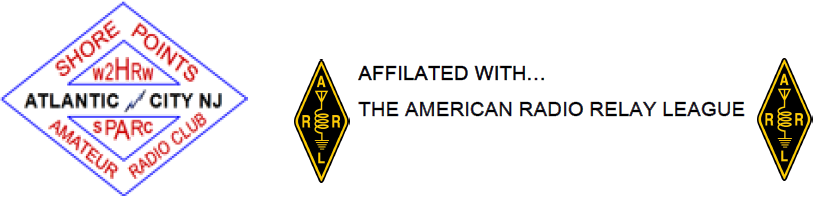 SHORE POINTS
W2HRW
ATLANTIC CITY NJ
SPARC
AMATEUR RADIO CLUB
A
R R
L
AFFILATED WITH...
THE AMERICAN RADIO RELAY LEAGUE
A
R R
L